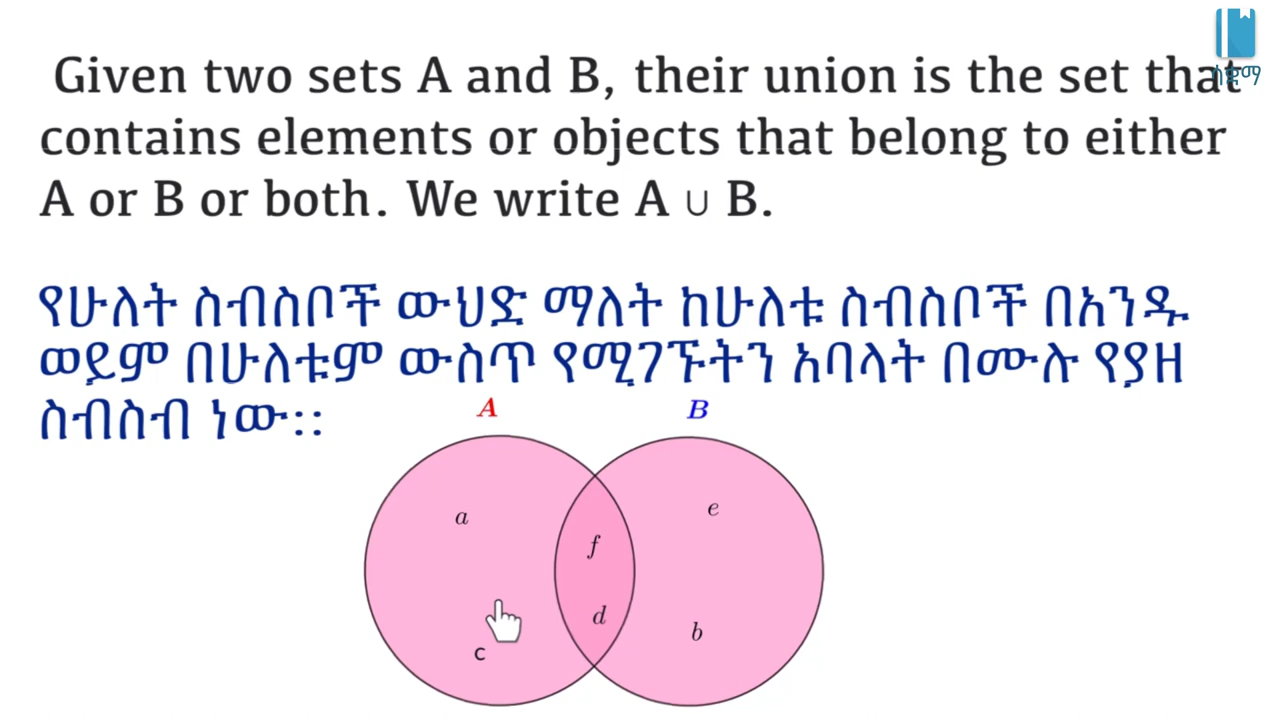 Given two sets A and B, their union is the set that
contains elements or objects that belong to either
A or B or both. We write A ∪ B.
የሁለት ስብስቦች ውህድ ማለት ከሁለቱ ስብስቦች በአንዱ
ወይም በሁለቱም ውስጥ የሚገኙትን አባላት በሙሉ የያዘ
ስብስብ ነው::
A B
a
e
f
d
b
c